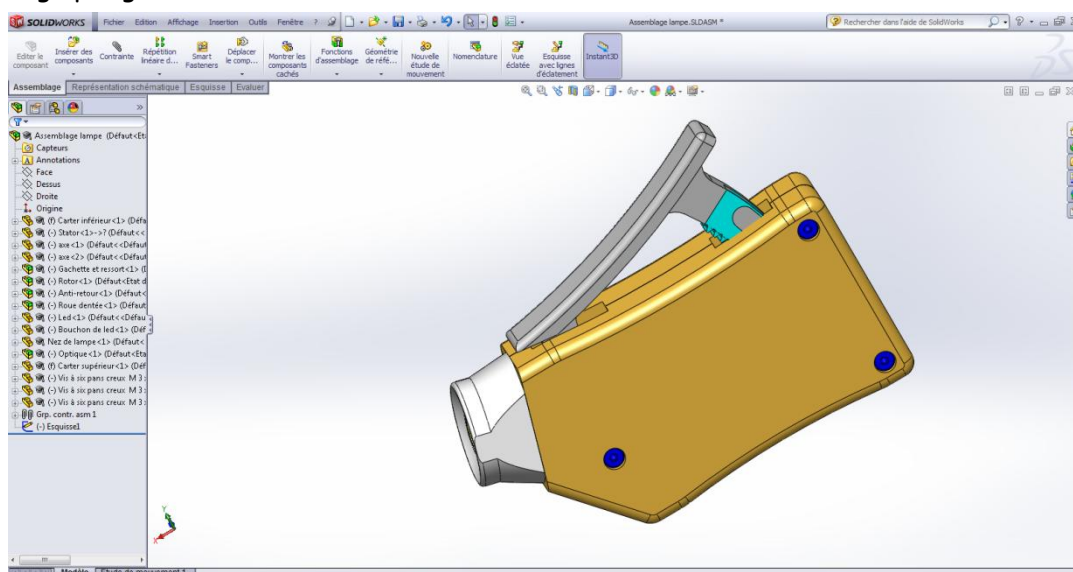 SOLIDWORKS Fichier Edition Affichage Insertion Outils Fenêtre ? Assemblage lampe.SLDASM * Rechercher dans l'aide de SolidWorks
Editer le composant
Insérer des composants
Contrainte
Répétition linéaire d...
Smart Fasteners
Déplacer le comp...
Montrer les composants cachés
Fonctions d'assemblage
Géométrie de réfé...
Nouvelle étude de mouvement
Nomenclature
Vue éclatée
Esquisse avec lignes d'éclatement
Instant3D
Assemblage Représentation schématique Esquisse Evaluer
Assemblage lampe (Défaut<Et
Capteurs
Annotations
Face
Dessus
Droite
Origine
(f) Carter inférieur<1> (Défa
(-) Stator<1>->? (Défaut<<
(-) axe<1> (Défaut<<Défaut
(-) axe<2> (Défaut<<Défaut
(-) Gachette et ressort<1> (
(-) Rotor<1> (Défaut<Etat d
(-) Anti-retour<1> (Défaut<
(-) Roue dentée<1> (Défaut
(-) Led<1> (Défaut<<Défau
(-) Bouchon de led<1> (Déf
Nez de lampe<1> (Défaut<
(-) Optique<1> (Défaut<Eta
(f) Carter supérieur<1> (Déf
(-) Vis à six pans creux M 3
(-) Vis à six pans creux M 3
(-) Vis à six pans creux M 3
Grp. contr. asm 1
(-) Esquisse1
Y
X
Modèle Etude de mouvement 1